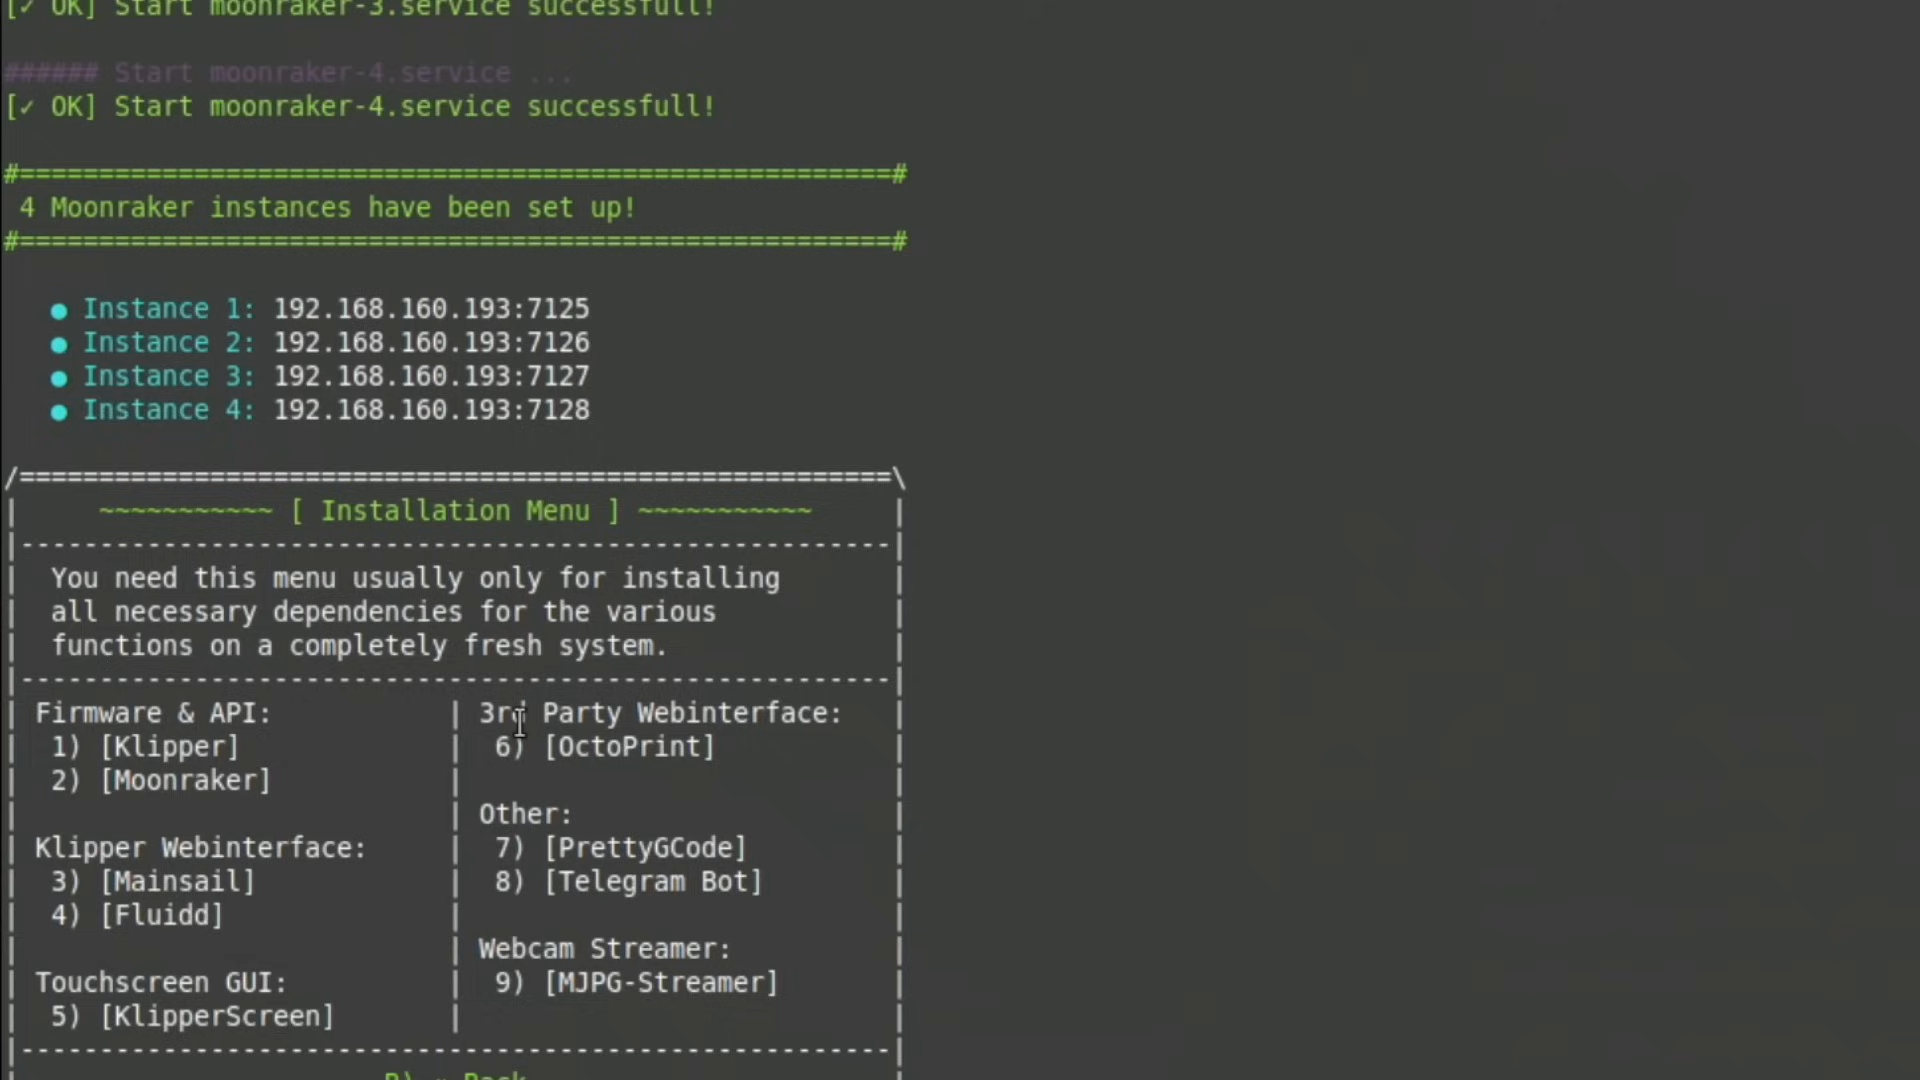 [✓ OK] Start moonraker-3.service successfull!
###### Start moonraker-4.service ...
[✓ OK] Start moonraker-4.service successfull!
#=======================================================#
4 Moonraker instances have been set up!
#=======================================================#
● Instance 1: 192.168.160.193:7125
● Instance 2: 192.168.160.193:7126
● Instance 3: 192.168.160.193:7127
● Instance 4: 192.168.160.193:7128
/=======================================================\
| ~~~~~~~~~~~ [ Installation Menu ] ~~~~~~~~~~~ |
|-------------------------------------------------------|
| You need this menu usually only for installing |
| all necessary dependencies for the various |
| functions on a completely fresh system. |
|-------------------------------------------------------|
| Firmware & API: | 3rd Party Webinterface: |
| 1) [Klipper] | 6) [OctoPrint] |
| 2) [Moonraker] | |
| | Other: |
| Klipper Webinterface: | 7) [PrettyGCode] |
| 3) [Mainsail] | 8) [Telegram Bot] |
| 4) [Fluidd] | |
| | Webcam Streamer: |
| Touchscreen GUI: | 9) [MJPG-Streamer] |
| 5) [KlipperScreen] | |
|-------------------------------------------------------|
| B) « Back |